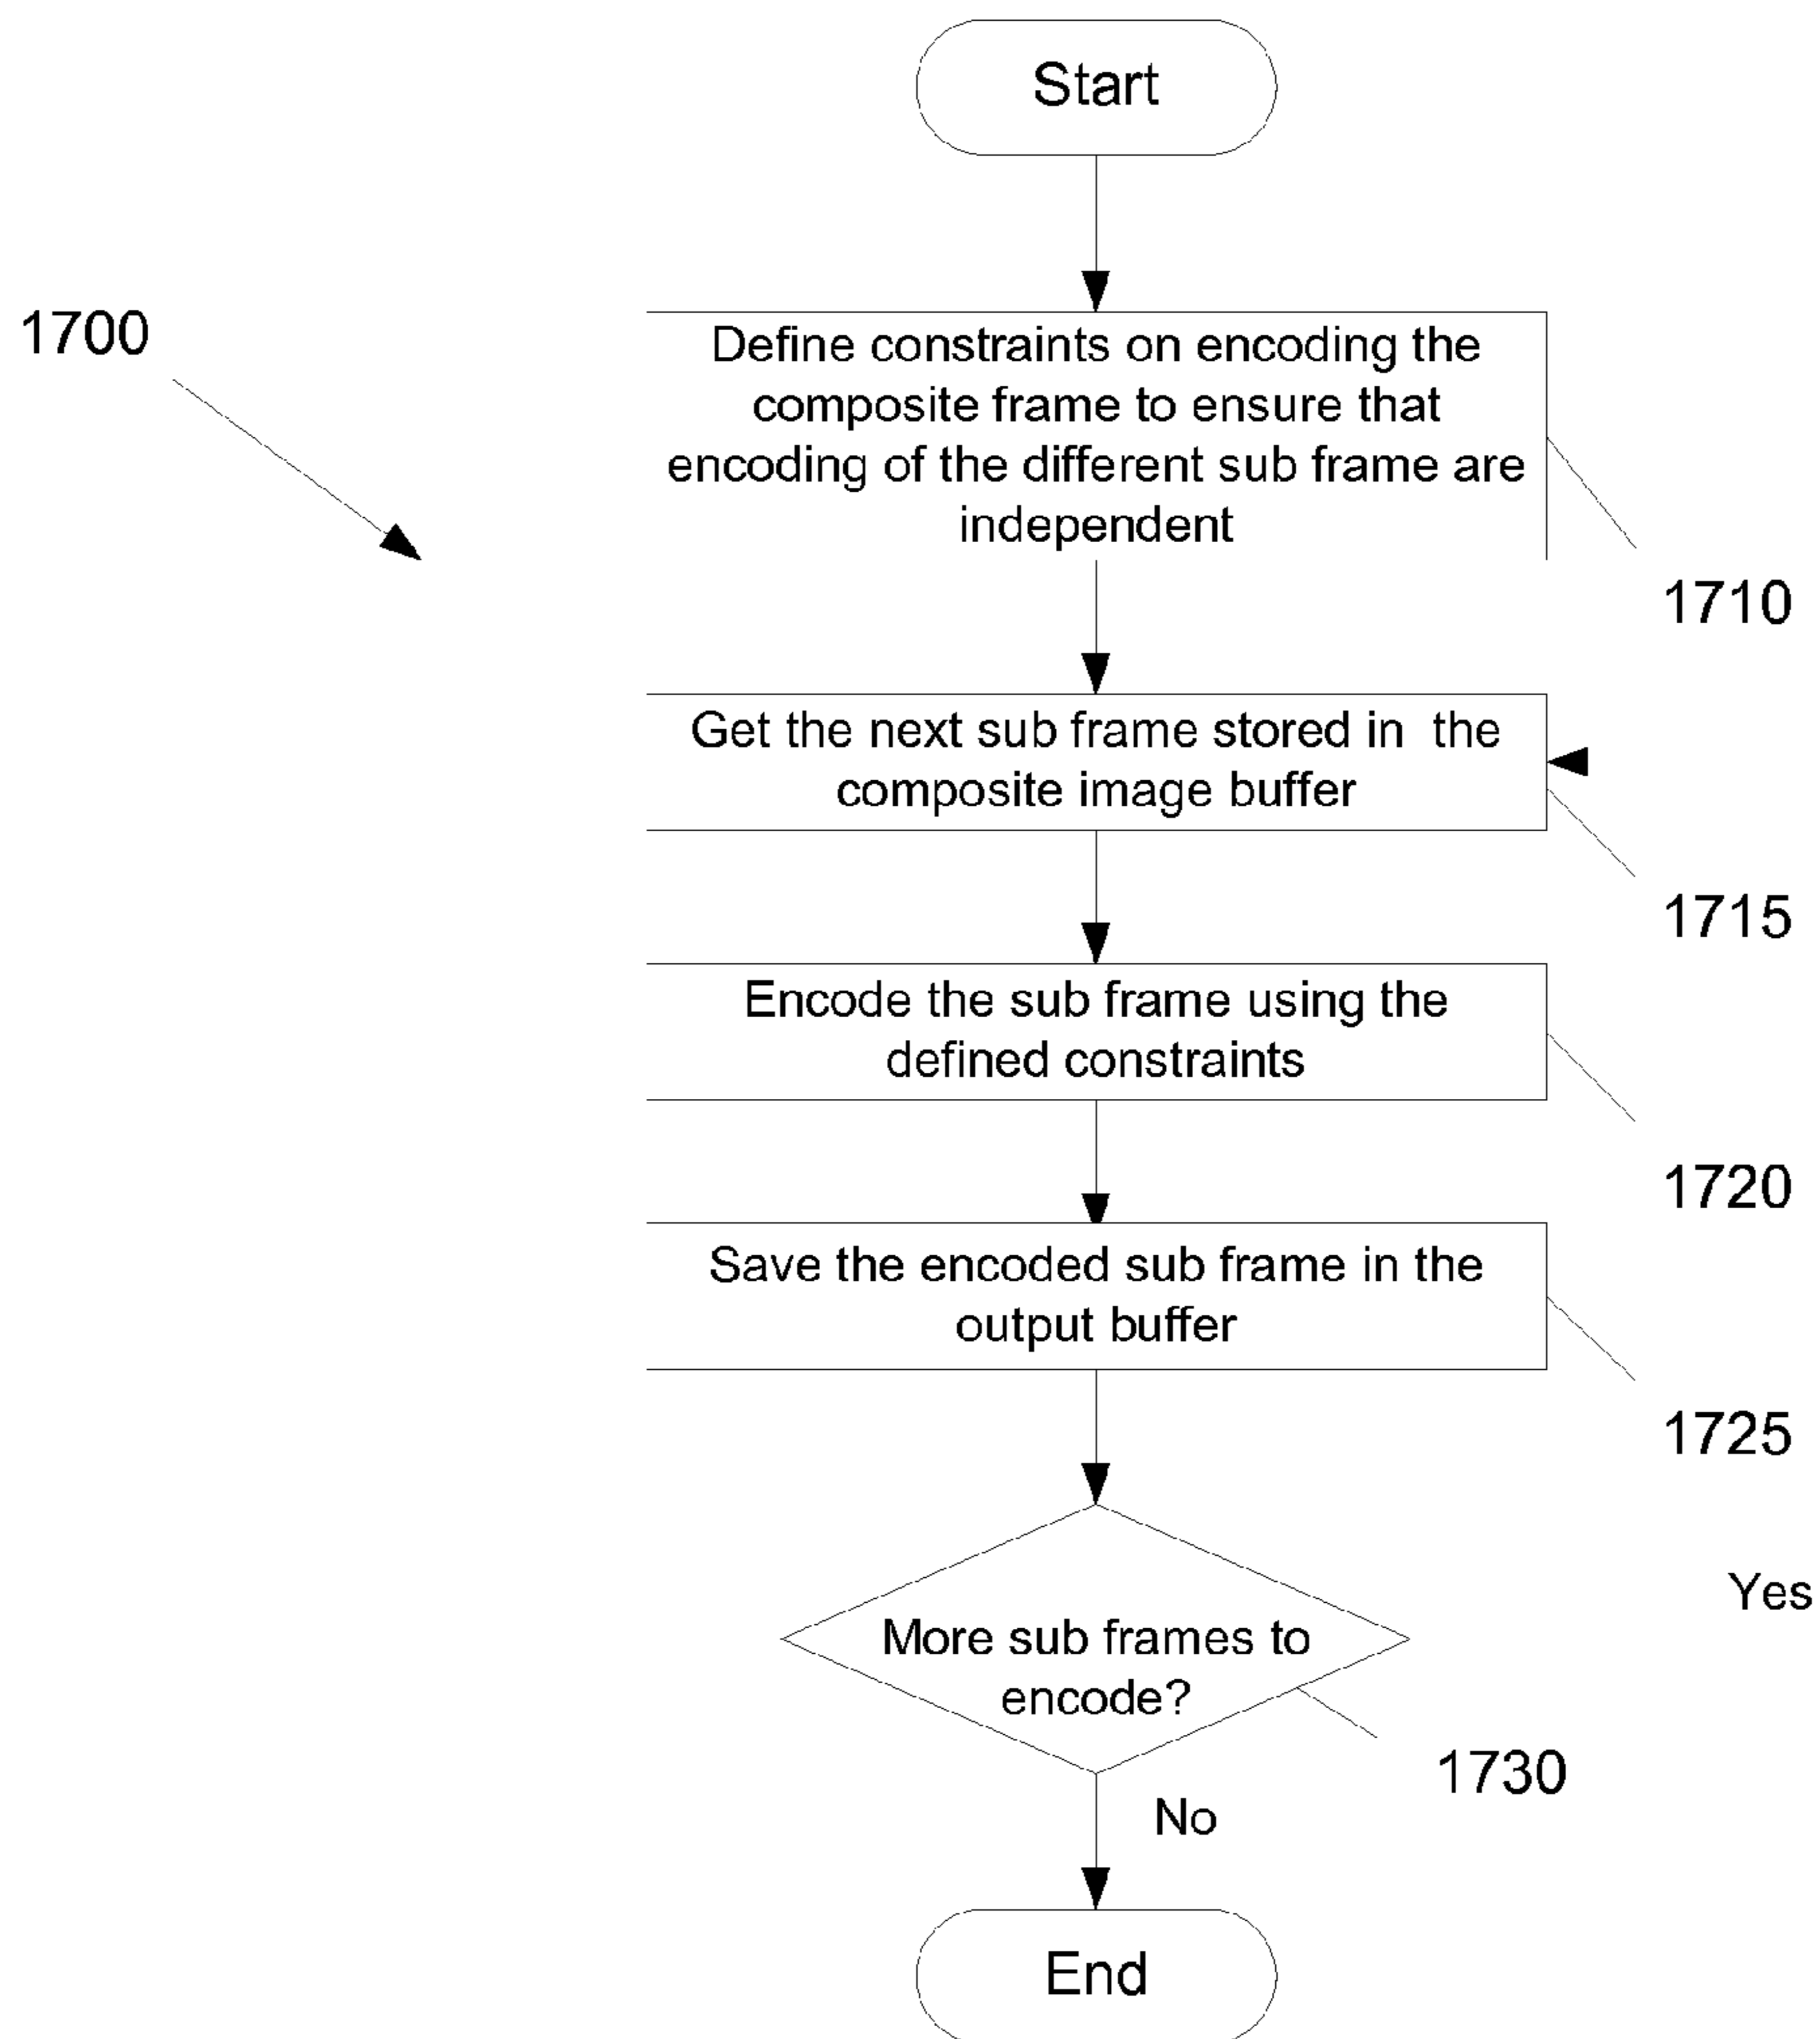 Start
1700
Define constraints on encoding the
composite frame to ensure that
encoding of the different sub frame are
independent
1710
Get the next sub frame stored in the
composite image buffer
1715
Encode the sub frame using the
defined constraints
1720
Save the encoded sub frame in the
output buffer
1725
Yes
More sub frames to
encode?
1730
No
End